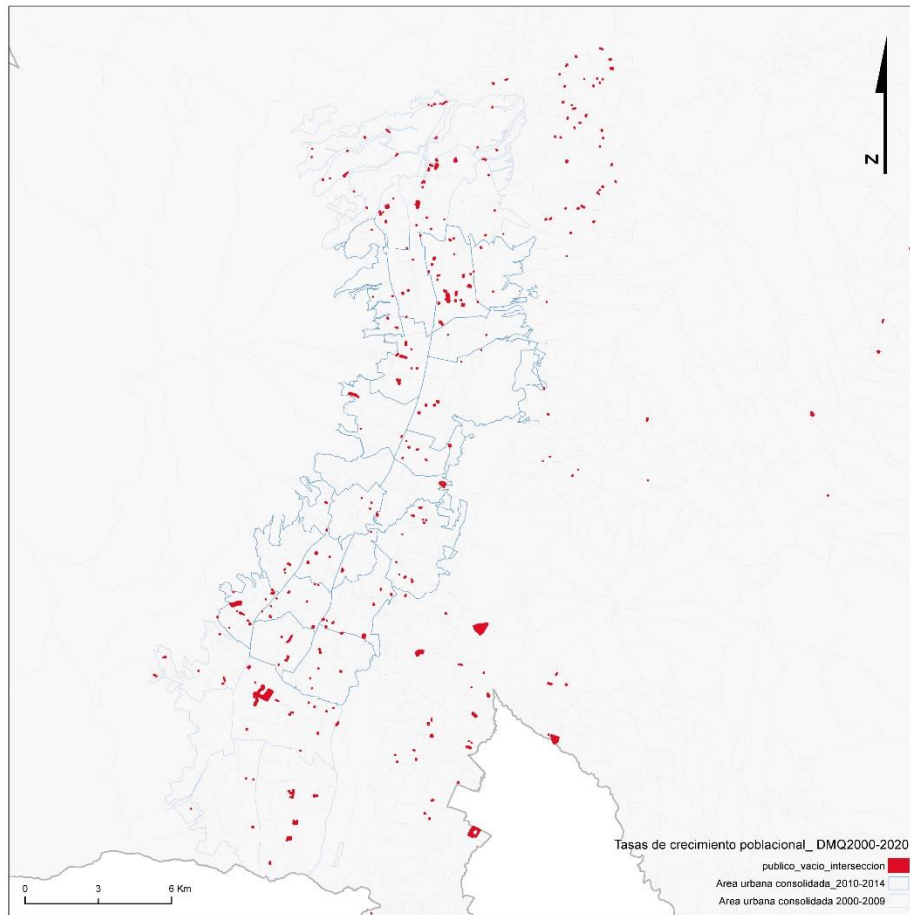 N
Tasas de crecimiento poblacional_ DMQ2000-2020
publico_vacio_interseccion
Area urbana consolidada_2010-2014
Area urbana consolidada 2000-2009
0 3 6 Km